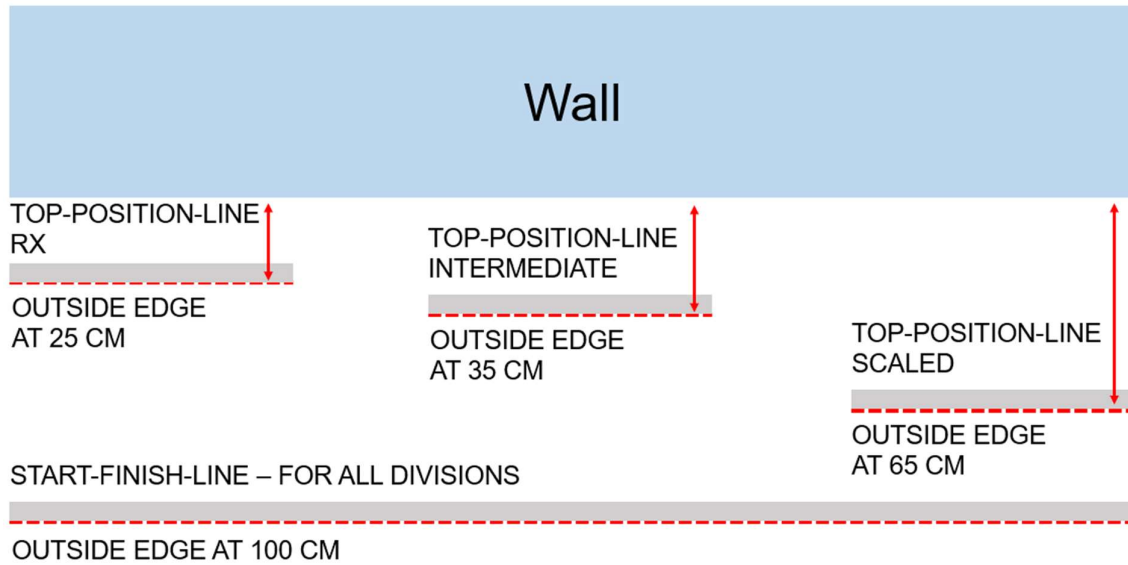 Wall
TOP-POSITION-LINE
RX
OUTSIDE EDGE
AT 25 CM
TOP-POSITION-LINE
INTERMEDIATE
OUTSIDE EDGE
AT 35 CM
TOP-POSITION-LINE
SCALED
OUTSIDE EDGE
AT 65 CM
START-FINISH-LINE – FOR ALL DIVISIONS
OUTSIDE EDGE AT 100 CM